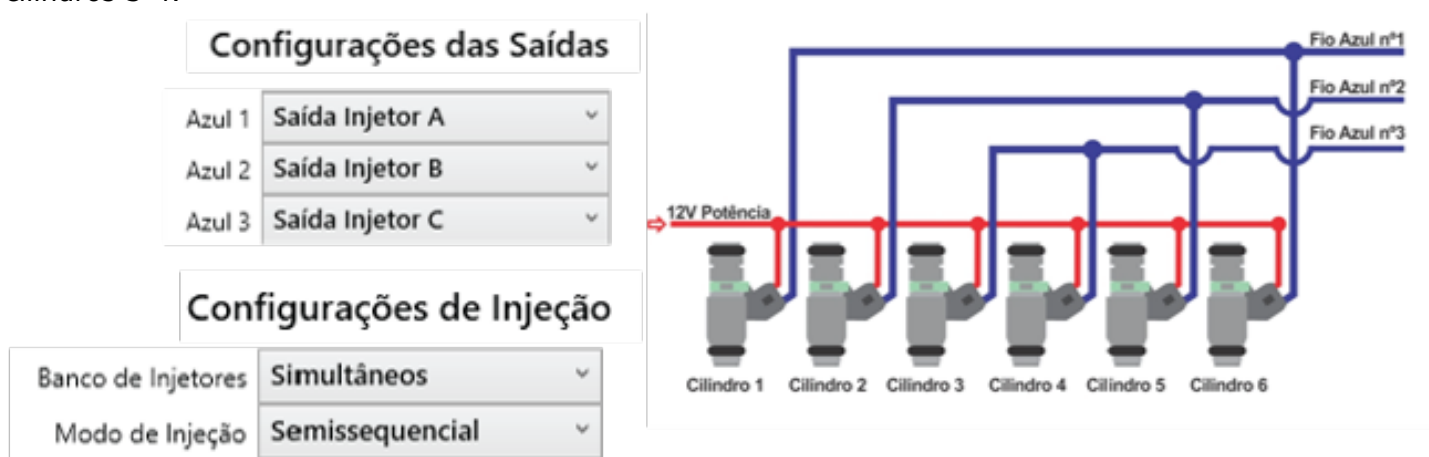 Configurações das Saídas
Azul 1 Saída Injetor A
Azul 2 Saída Injetor B
Azul 3 Saída Injetor C
Configurações de Injeção
Banco de Injetores Simultâneos
Modo de Injeção Semissequencial
Fio Azul nº1
Fio Azul nº2
Fio Azul nº3
12V Potência
Cilindro 1 Cilindro 2 Cilindro 3 Cilindro 4 Cilindro 5 Cilindro 6